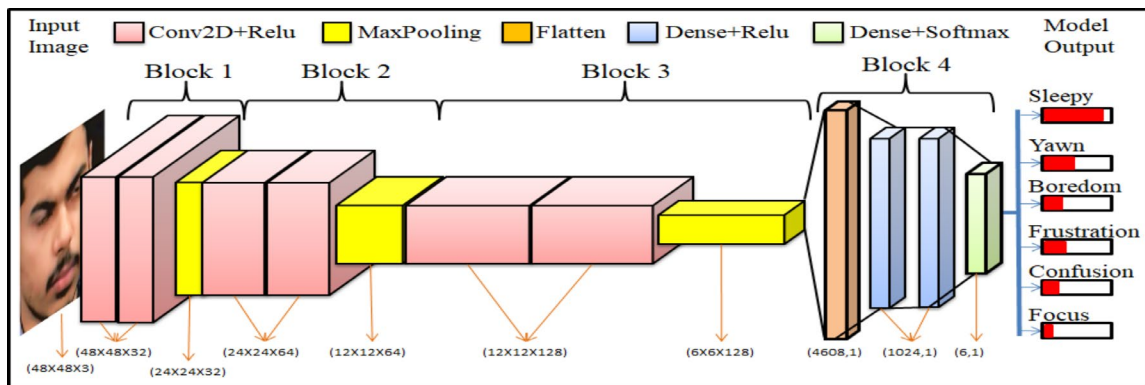 Input
Image
Conv2D+Relu
MaxPooling
Flatten
Dense+Relu
Dense+Softmax
Model
Output
Block 1
Block 2
Block 3
Block 4
Sleepy
Yawn
Boredom
Frustration
Confusion
Focus
(48X48X3)
(48X48X32)
(24X24X32)
(24X24X64)
(12X12X64)
(12X12X128)
(6X6X128)
(4608,1)
(1024,1)
(6,1)